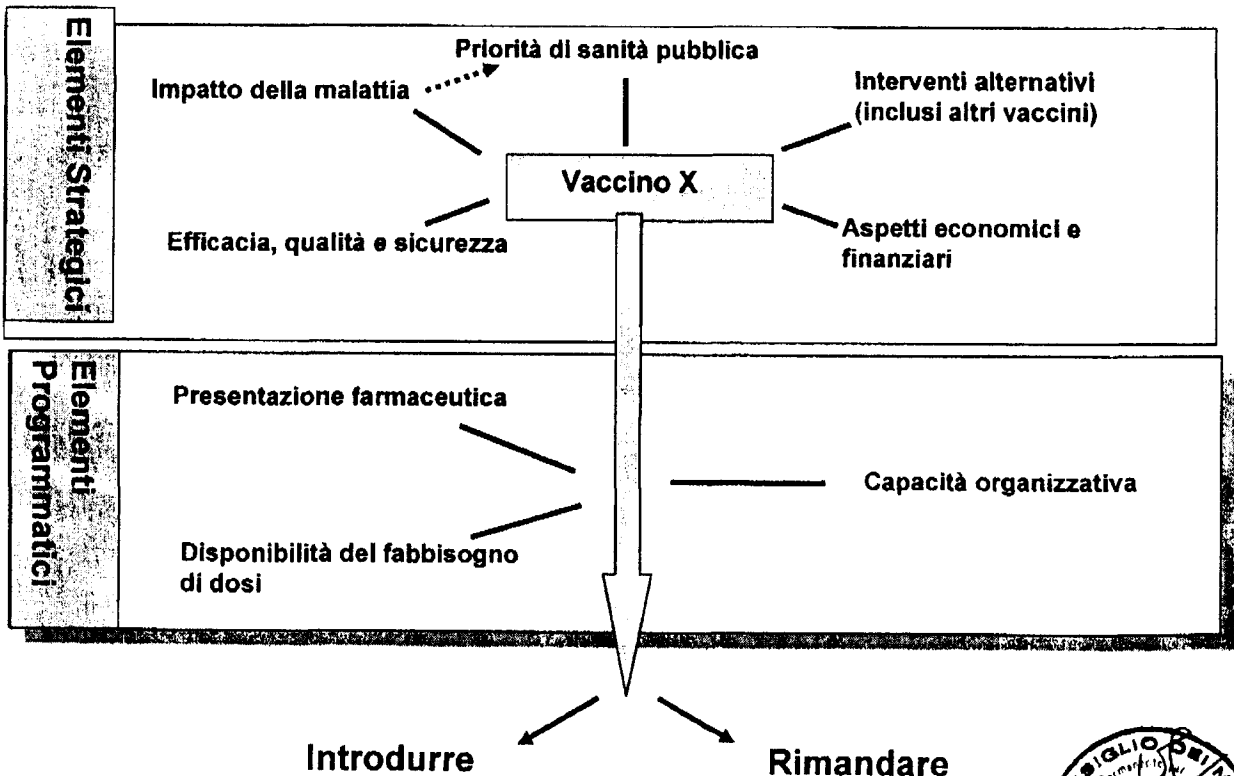 Elementi Strategici
Priorità di sanità pubblica
Impatto della malattia
Interventi alternativi
(inclusi altri vaccini)
Vaccino X
Efficacia, qualità e sicurezza
Aspetti economici e
finanziari
Elementi
Programmatici
Presentazione farmaceutica
Capacità organizzativa
Disponibilità del fabbisogno
di dosi
Introdurre
Rimandare